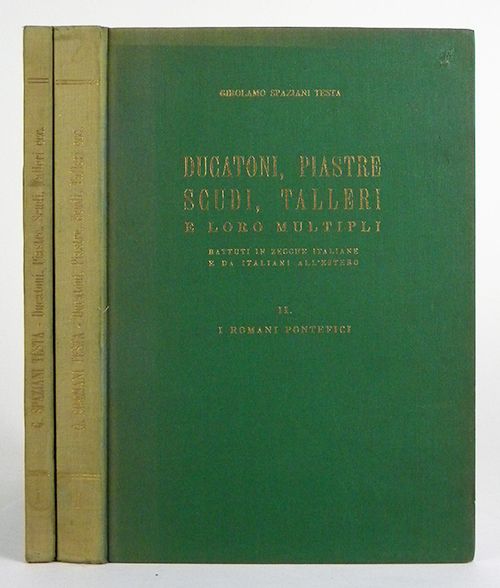 GIROLAMO SPAZIANI TESTA
DUCATONI, PIASTRE
SCUDI, TALLERI
E LORO MULTIPLI
BATTUTI IN ZECCHE ITALIANE
E DA ITALIANI ALL'ESTERO
II.
I ROMANI PONTEFICI
G. SPAZIANI TESTA - Ducatoni, Piastre, Scudi, Talleri ecc.
G. SPAZIANI TESTA - Ducatoni, Piastre, Scudi, Talleri ecc.